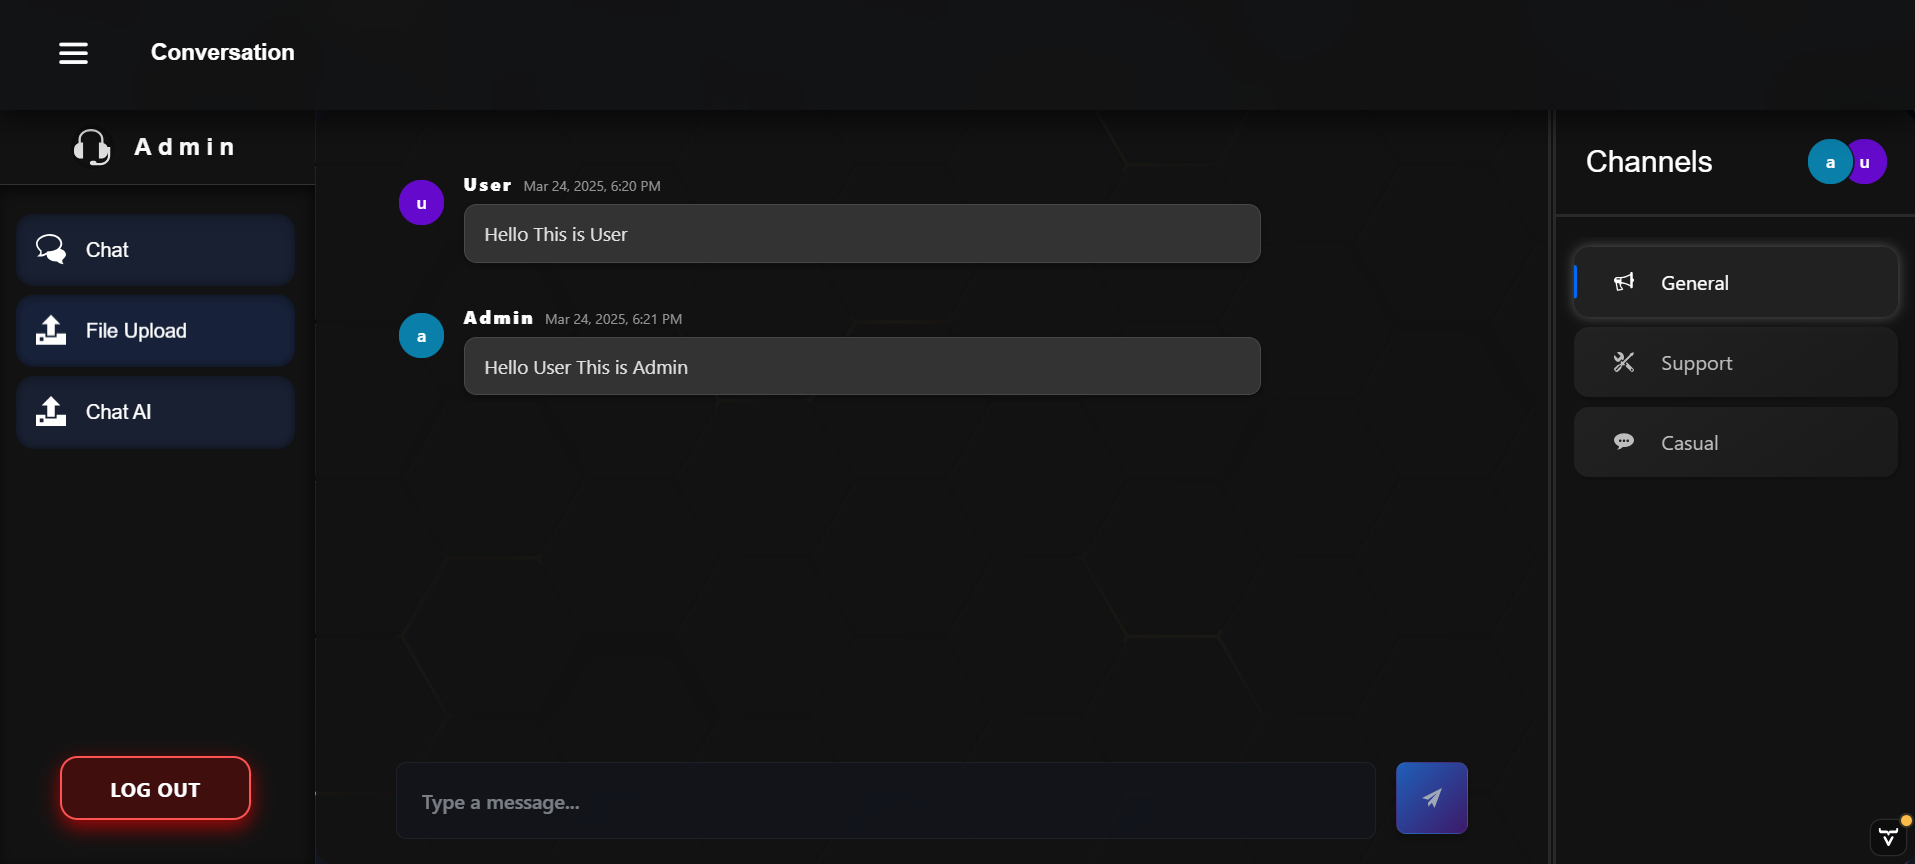 Conversation
Admin
Chat
File Upload
Chat AI
LOG OUT
u
User Mar 24, 2025, 6:20 PM
Hello This is User
a
Admin Mar 24, 2025, 6:21 PM
Hello User This is Admin
Type a message...
Channels
a u
General
Support
Casual